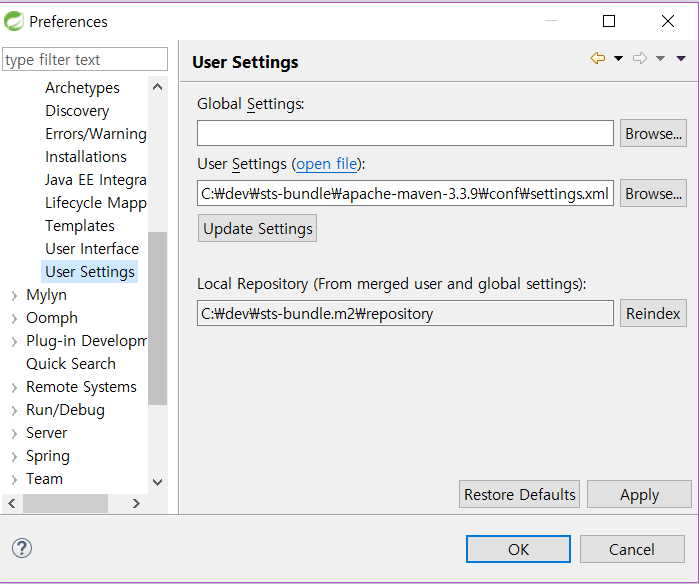 Preferences
type filter text
Archetypes
Discovery
Errors/Warning
Installations
Java EE Integra
Lifecycle Mapp
Templates
User Interface
User Settings
Mylyn
Oomph
Plug-in Developm
Quick Search
Remote Systems
Run/Debug
Server
Spring
Team
User Settings
Global Settings:
Browse...
User Settings (open file):
C:₩dev₩sts-bundle₩apache-maven-3.3.9₩conf₩settings.xml
Browse...
Update Settings
Local Repository (From merged user and global settings):
C:₩dev₩sts-bundle.m2₩repository
Reindex
Restore Defaults
Apply
?
OK
Cancel